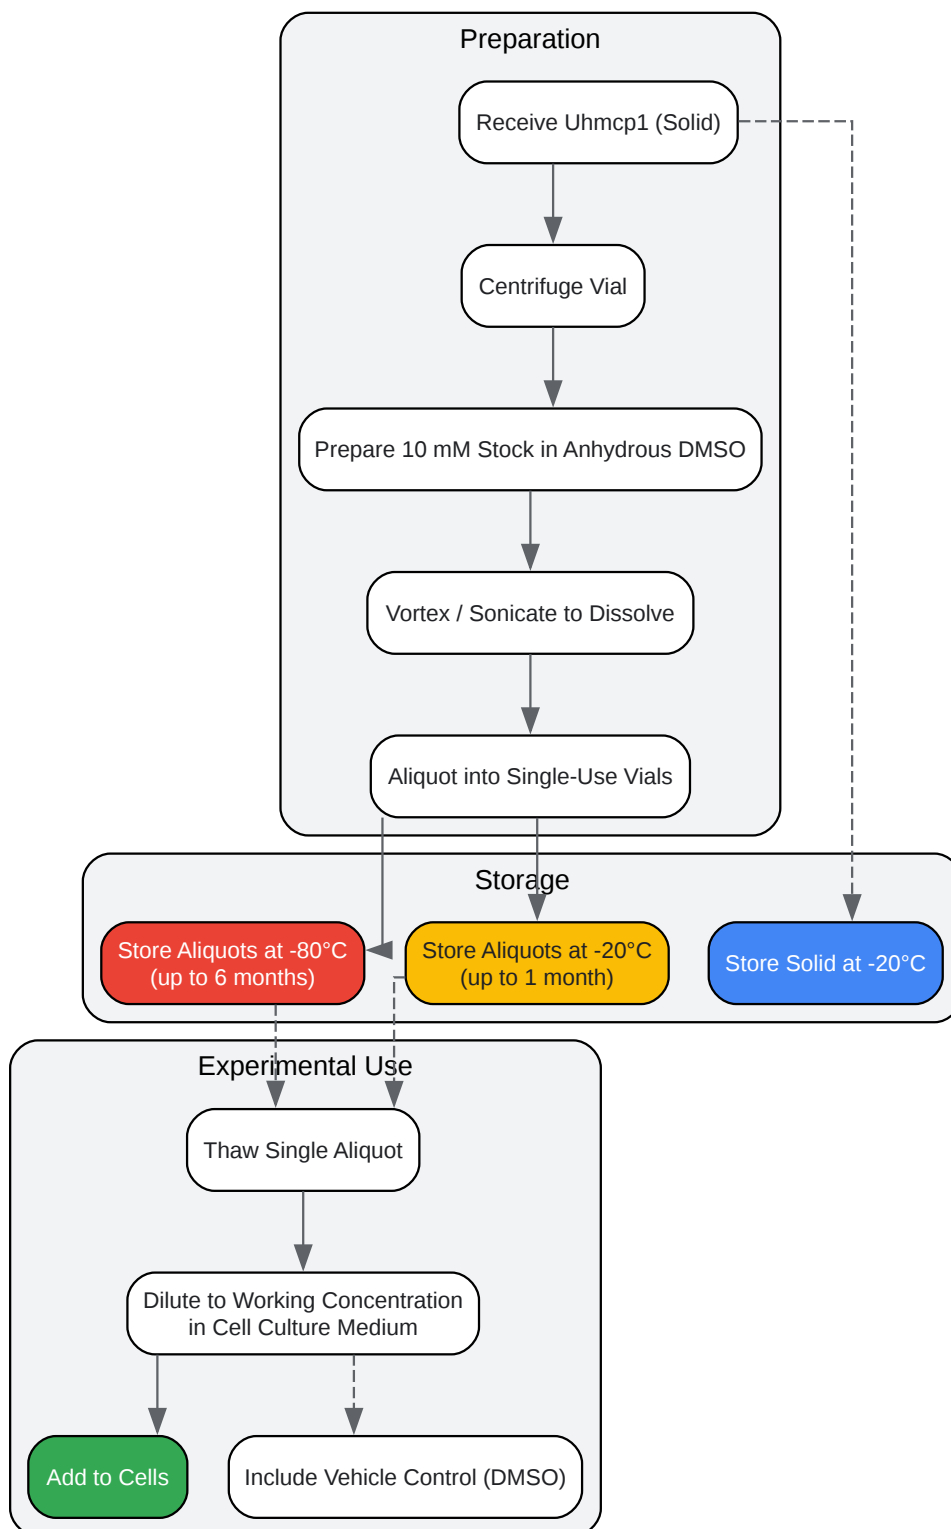 Preparation
Receive Uhmcp1 (Solid)
Centrifuge Vial
Prepare 10 mM Stock in Anhydrous DMSO
Vortex / Sonicate to Dissolve
Aliquot into Single-Use Vials
Storage
Store Aliquots at -80°C
(up to 6 months)
Store Aliquots at -20°C
(up to 1 month)
Store Solid at -20°C
Experimental Use
Thaw Single Aliquot
Dilute to Working Concentration
in Cell Culture Medium
Add to Cells
Include Vehicle Control (DMSO)